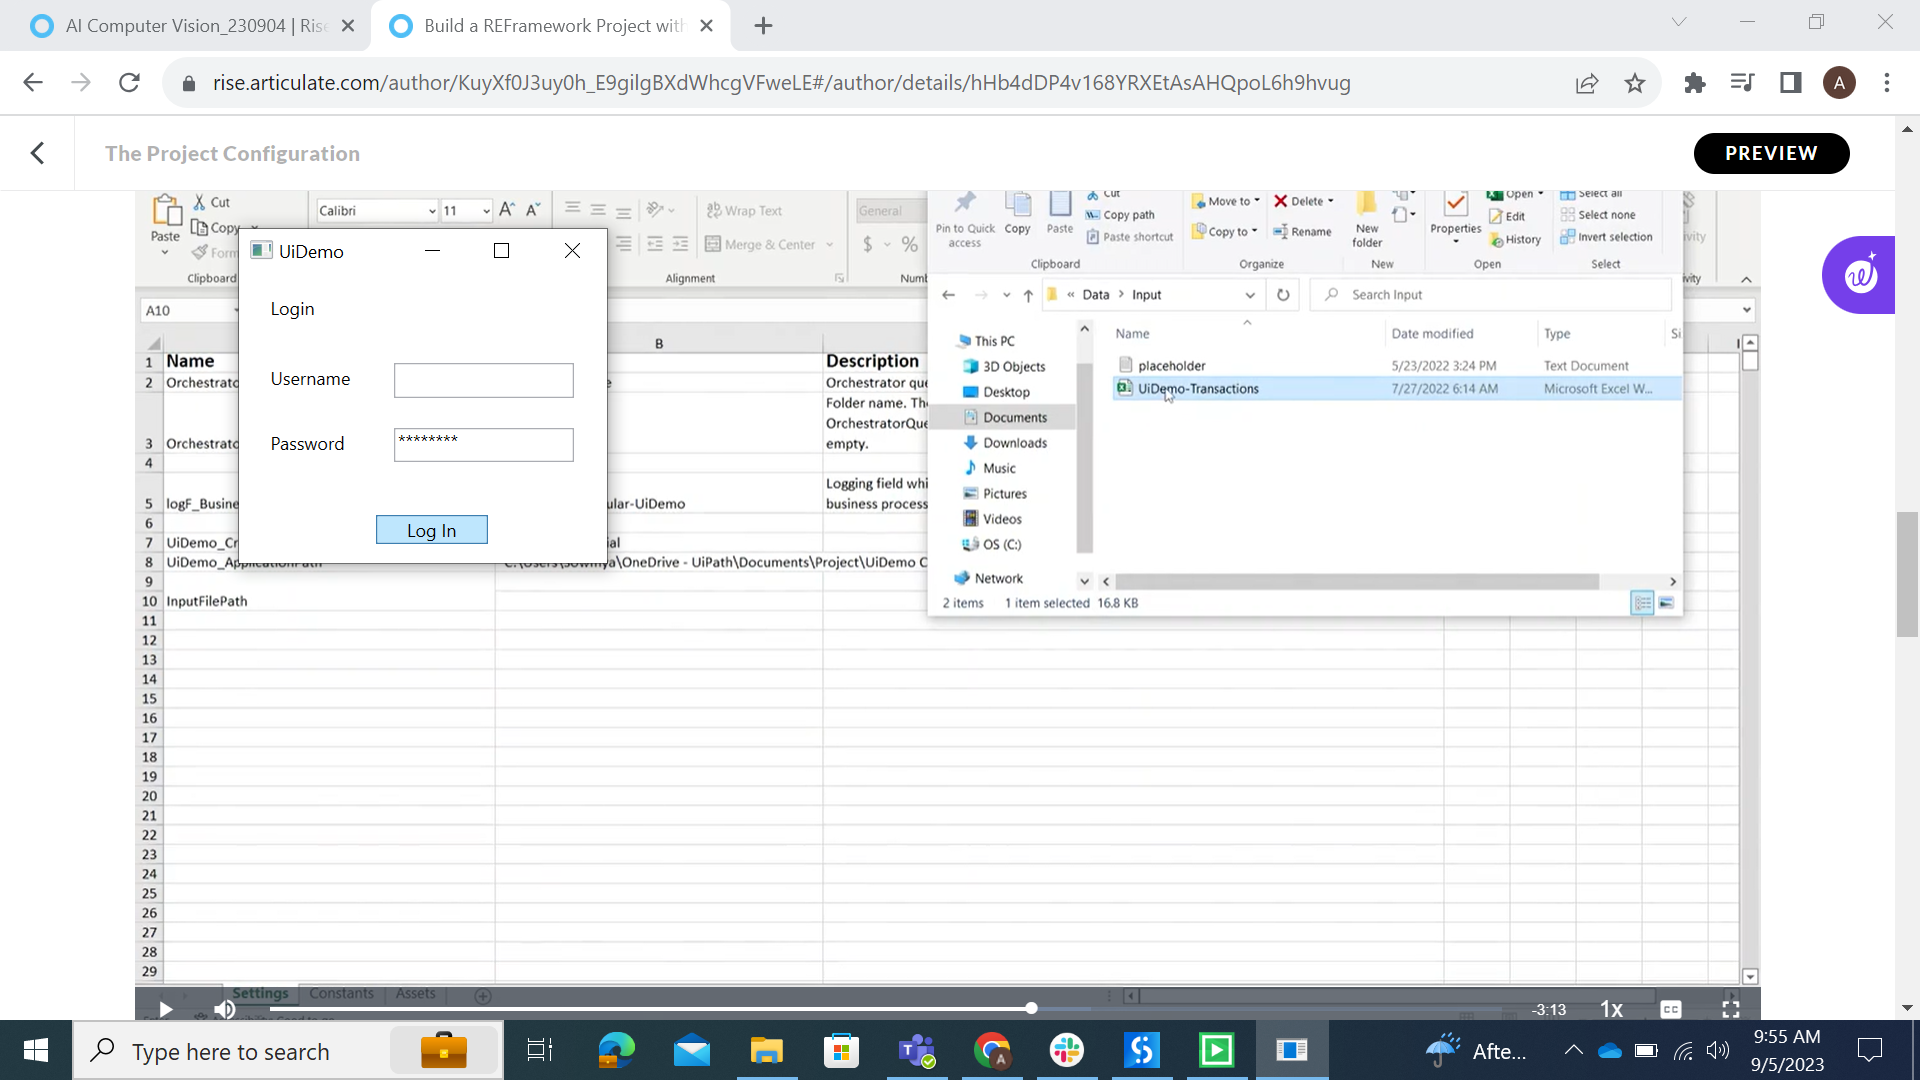 AI Computer Vision_230904 | Rise
Build a REFramework Project with
rise.articulate.com/author/KuyXf0J3uy0h_E9gilgBXdWhcgVFweLE#/author/details/hHb4dDP4v168YRXEtAsAHQpoL6h9hvug
A
The Project Configuration
PREVIEW
Paste
Cut
Copy
Clipboard
Calibri
11
Wrap Text
Merge & Center
Alignment
General
$
%
UiDemo
Login
Username
Password
********
Log In
Pin to Quick access
Copy
Paste
Cut
Copy path
Paste shortcut
Clipboard
Move to
Copy to
Delete
Rename
Organize
New folder
New
Properties
Open
Edit
History
Open
Select all
Select none
Invert selection
Select
« Data > Input
Search Input
Name
Date modified
Type
This PC
3D Objects
Desktop
Documents
Downloads
Music
Pictures
Videos
OS (C:)
Network
placeholder
5/23/2022 3:24 PM
Text Document
UiDemo-Transactions
7/27/2022 6:14 AM
Microsoft Excel W...
2 items
1 item selected 16.8 KB
A10
B
1 Name Description
2 Orchestrato
Orchestrator que
Folder name. The
OrchestratorQue
3 Orchestrato
empty.
4
Logging field whi
5 logF_Busine
ular-UiDemo
business process
6
7 UiDemo_Cr
ial
8 UiDemo_ApplicationPath
C:\Users\Sowmya\OneDrive - UiPath\Documents\Project\UiDemo C
9
10 InputFilePath
11
12
13
14
15
16
17
18
19
20
21
22
23
24
25
26
27
28
29
Settings
Constants
Assets
-3:13
1x
CC
Type here to search
Afte...
9:55 AM
9/5/2023